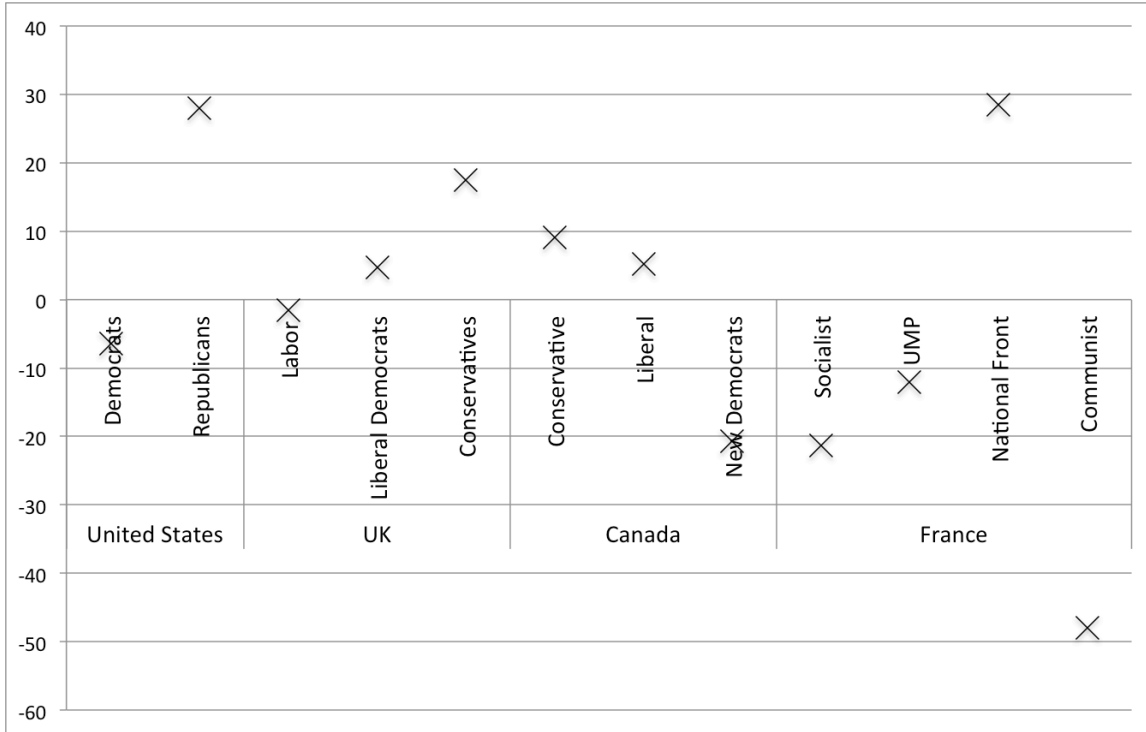 40
30
20
10
0
-10
-20
-30
-40
-50
-60
Democrats
Republicans
Labor
Liberal Democrats
Conservatives
Conservative
Liberal
New Democrats
Socialist
UMP
National Front
Communist
United States
UK
Canada
France